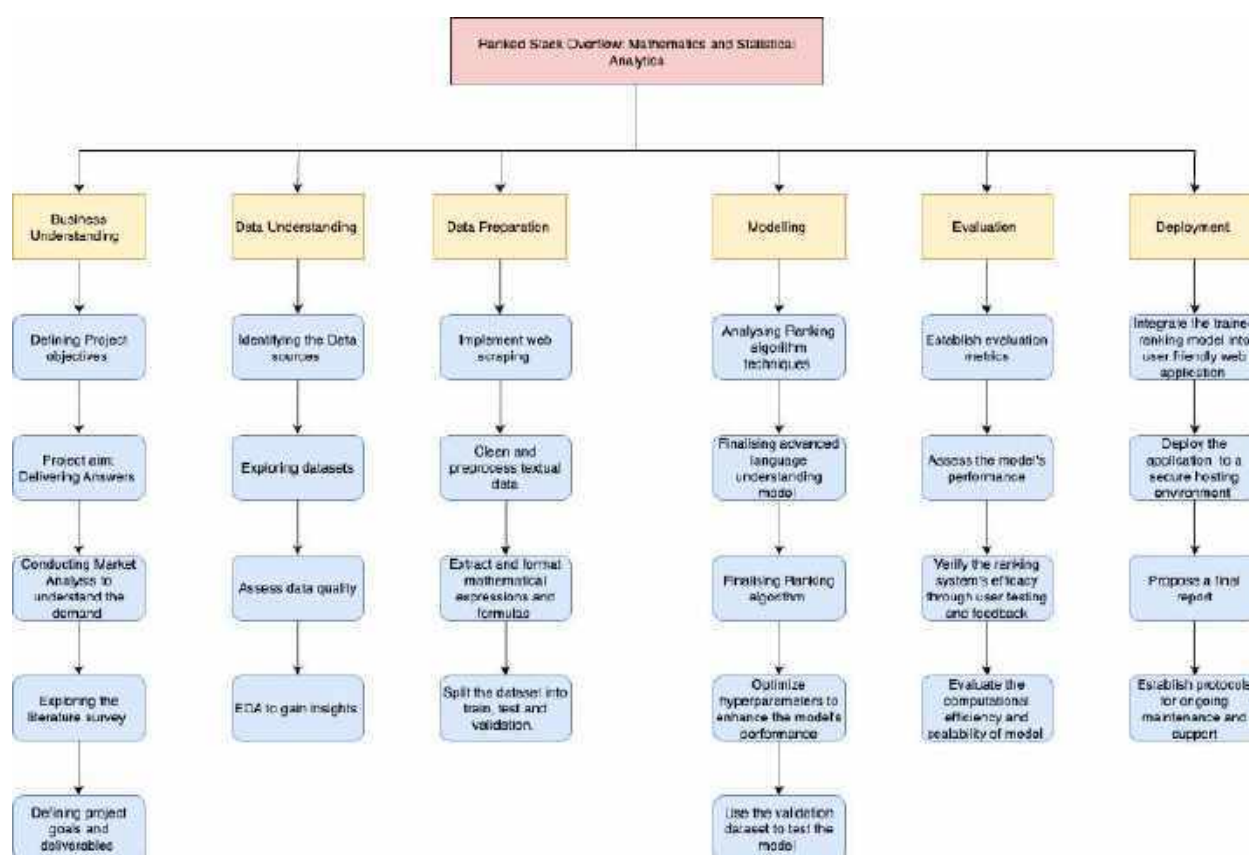 Ranked Stack Overflow: Mathematics and Statistical
Analytics
Business
Understanding
Data Understanding
Data Preparation
Modelling
Evaluation
Deployment
Defining Project
objectives
Identifying the Data
sources
Implement web
scraping
Analysing Ranking
algorithm
techniques
Establish evaluation
metrics
Integrate the traine
ranking model into
user friendly web
application
Project aim:
Delivering Answers
Exploring datasets
Clean and
preprocess textual
data
Finalising advanced
language
understanding
model
Assess the model's
performance
Deploy the
application to a
secure hosting
environment
Conducting Market
Analysis to
understand the
demand
Assess data quality
Extract and format
mathematical
expressions and
formulas
Finalising Ranking
algorithm
Verify the ranking
system's efficacy
through user testing
and feedback
Propose a final
report
Exploring the
literature survey
EDA to gain insights
Split the dataset into
train, test and
validation.
Optimize
hyperparameters to
enhance the model's
performance
Evaluate the
computational
efficiency and
scalability of model
Establish protocols
for ongoing
maintenance and
support
Defining project
goals and
deliverables
Use the validation
dataset to test the
model